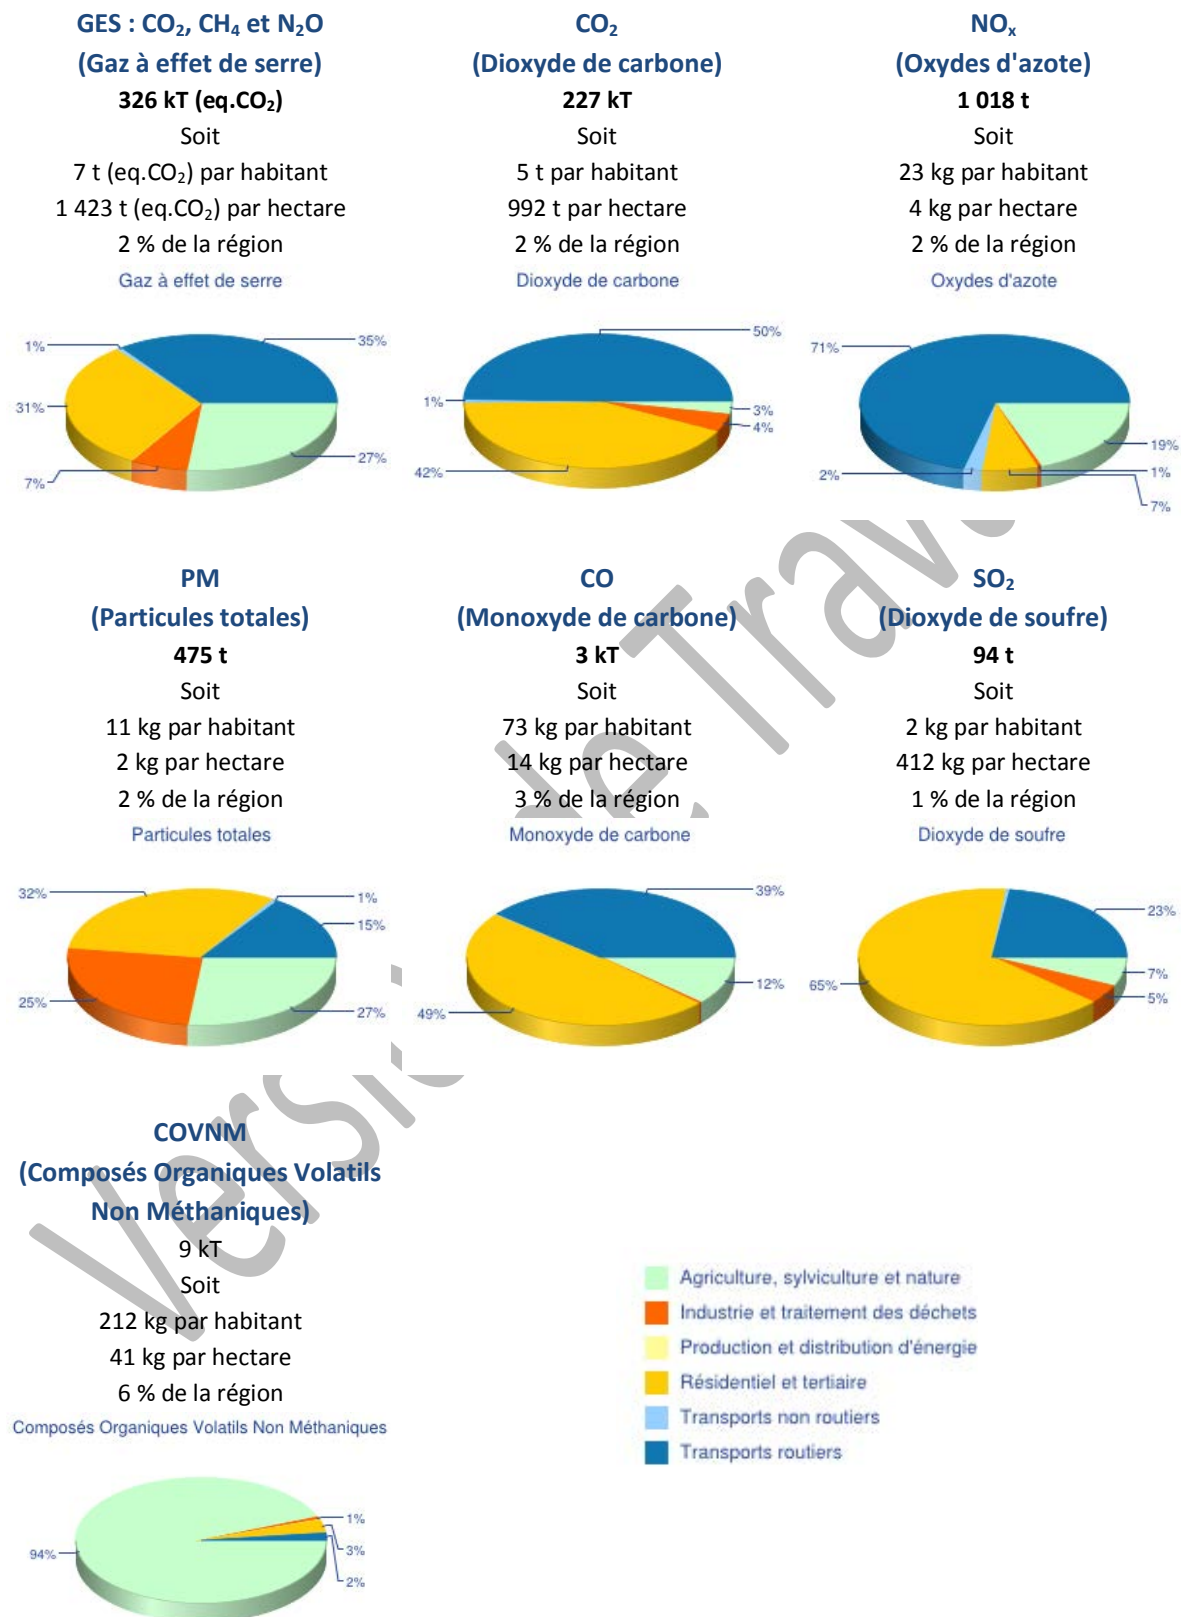 GES : CO₂, CH₄ et N₂O
(Gaz à effet de serre)
326 kT (eq.CO₂)
Soit
7 t (eq.CO₂) par habitant
1 423 t (eq.CO₂) par hectare
2 % de la région
Gaz à effet de serre
1%
35%
31%
7%
27%
CO₂
(Dioxyde de carbone)
227 kT
Soit
5 t par habitant
992 t par hectare
2 % de la région
Dioxyde de carbone
50%
1%
3%
4%
42%
NOₓ
(Oxydes d'azote)
1 018 t
Soit
23 kg par habitant
4 kg par hectare
2 % de la région
Oxydes d'azote
71%
19%
2%
1%
7%
PM
(Particules totales)
475 t
Soit
11 kg par habitant
2 kg par hectare
2 % de la région
Particules totales
32%
1%
15%
25%
27%
CO
(Monoxyde de carbone)
3 kT
Soit
73 kg par habitant
14 kg par hectare
3 % de la région
Monoxyde de carbone
39%
12%
49%
SO₂
(Dioxyde de soufre)
94 t
Soit
2 kg par habitant
412 kg par hectare
1 % de la région
Dioxyde de soufre
23%
65%
7%
5%
COVNM
(Composés Organiques Volatils
Non Méthaniques)
9 kT
Soit
212 kg par habitant
41 kg par hectare
6 % de la région
Composés Organiques Volatils Non Méthaniques
1%
94%
3%
2%
Agriculture, sylviculture et nature
Industrie et traitement des déchets
Production et distribution d'énergie
Résidentiel et tertiaire
Transports non routiers
Transports routiers